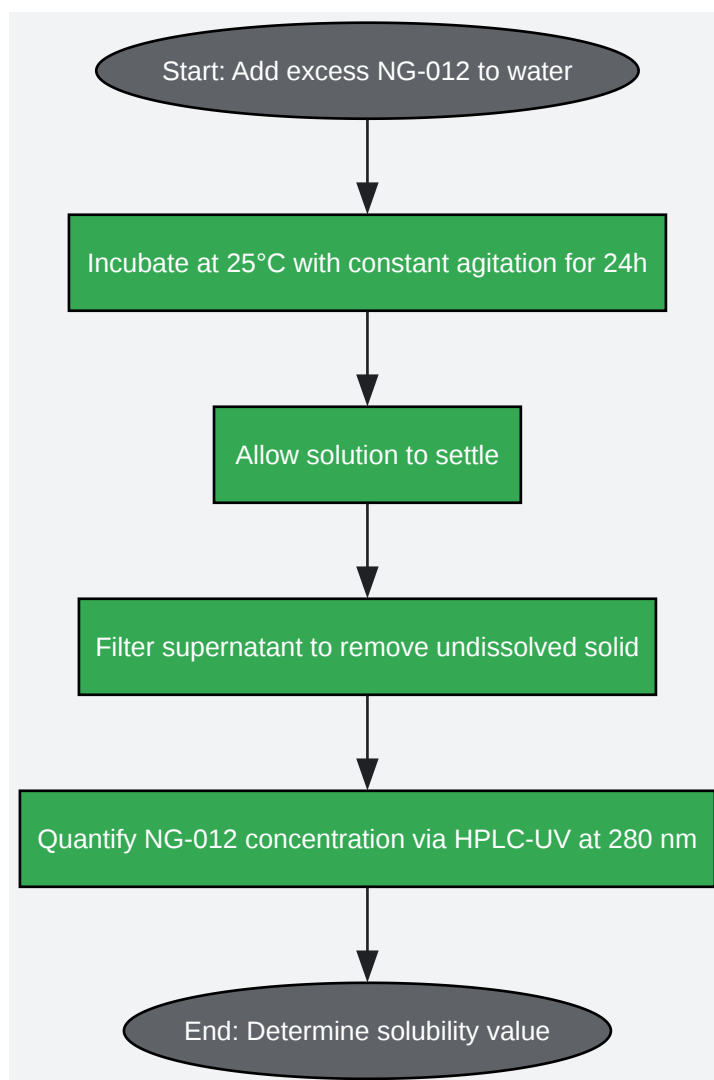 Start: Add excess NG-012 to water
Incubate at 25°C with constant agitation for 24h
Allow solution to settle
Filter supernatant to remove undissolved solid
Quantify NG-012 concentration via HPLC-UV at 280 nm
End: Determine solubility value